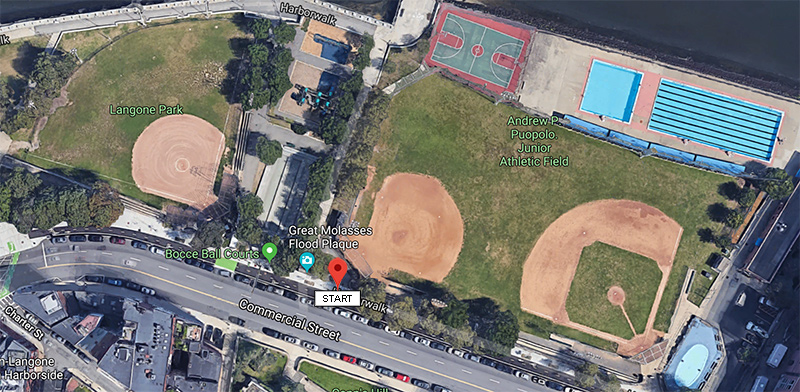 Harborwalk
lk
Langone Park
Andrew P.
Puopolo
Junior
Athletic Field
Great Molasses
Flood Plaque
Bocce Ball Courts
START
rwalk
Commercial Street
Charter St
n-Langone
-Harborside